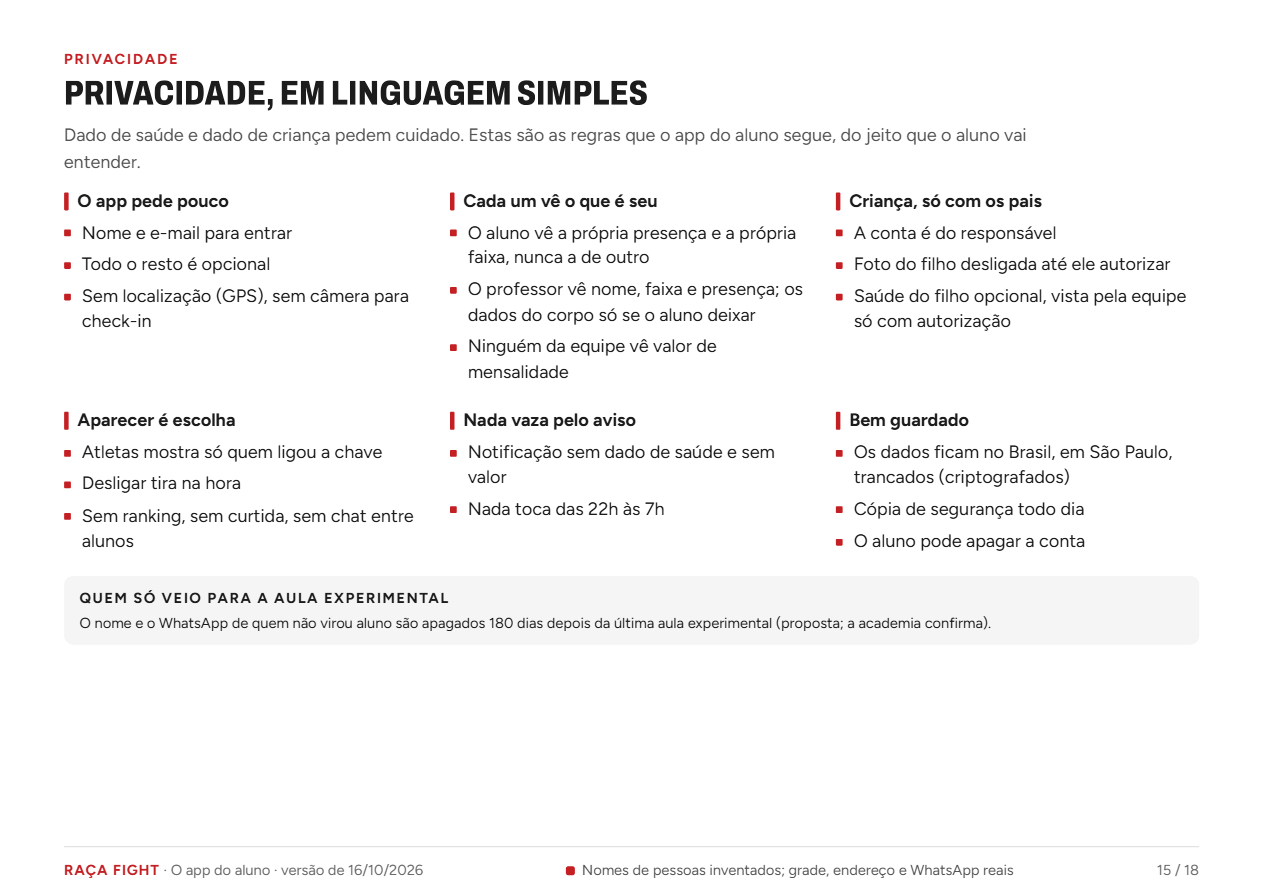 PRIVACIDADE
PRIVACIDADE, EM LINGUAGEM SIMPLES
Dado de saúde e dado de criança pedem cuidado. Estas são as regras que o app do aluno segue, do jeito que o aluno vai
entender.
O app pede pouco
Nome e e-mail para entrar
Todo o resto é opcional
Sem localização (GPS), sem câmera para
check-in
Cada um vê o que é seu
O aluno vê a própria presença e a própria
faixa, nunca a de outro
O professor vê nome, faixa e presença; os
dados do corpo só se o aluno deixar
Ninguém da equipe vê valor de
mensalidade
Criança, só com os pais
A conta é do responsável
Foto do filho desligada até ele autorizar
Saúde do filho opcional, vista pela equipe
só com autorização
Aparecer é escolha
Atletas mostra só quem ligou a chave
Desligar tira na hora
Sem ranking, sem curtida, sem chat entre
alunos
Nada vaza pelo aviso
Notificação sem dado de saúde e sem
valor
Nada toca das 22h às 7h
Bem guardado
Os dados ficam no Brasil, em São Paulo,
trancados (criptografados)
Cópia de segurança todo dia
O aluno pode apagar a conta
QUEM SÓ VEIO PARA A AULA EXPERIMENTAL
O nome e o WhatsApp de quem não virou aluno são apagados 180 dias depois da última aula experimental (proposta; a academia confirma).
RAÇA FIGHT · O app do aluno · versão de 16/10/2026
Nomes de pessoas inventados; grade, endereço e WhatsApp reais
15 / 18